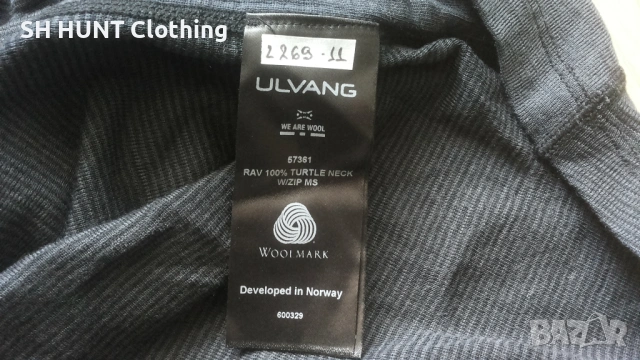 SH HUNT Clothing
2269-11
ULVANG
WE ARE WOOL
57361
RAV 100% TURTLE NECK
W/ZIP MS
WOOLMARK
Developed in Norway
600329
BAZAR